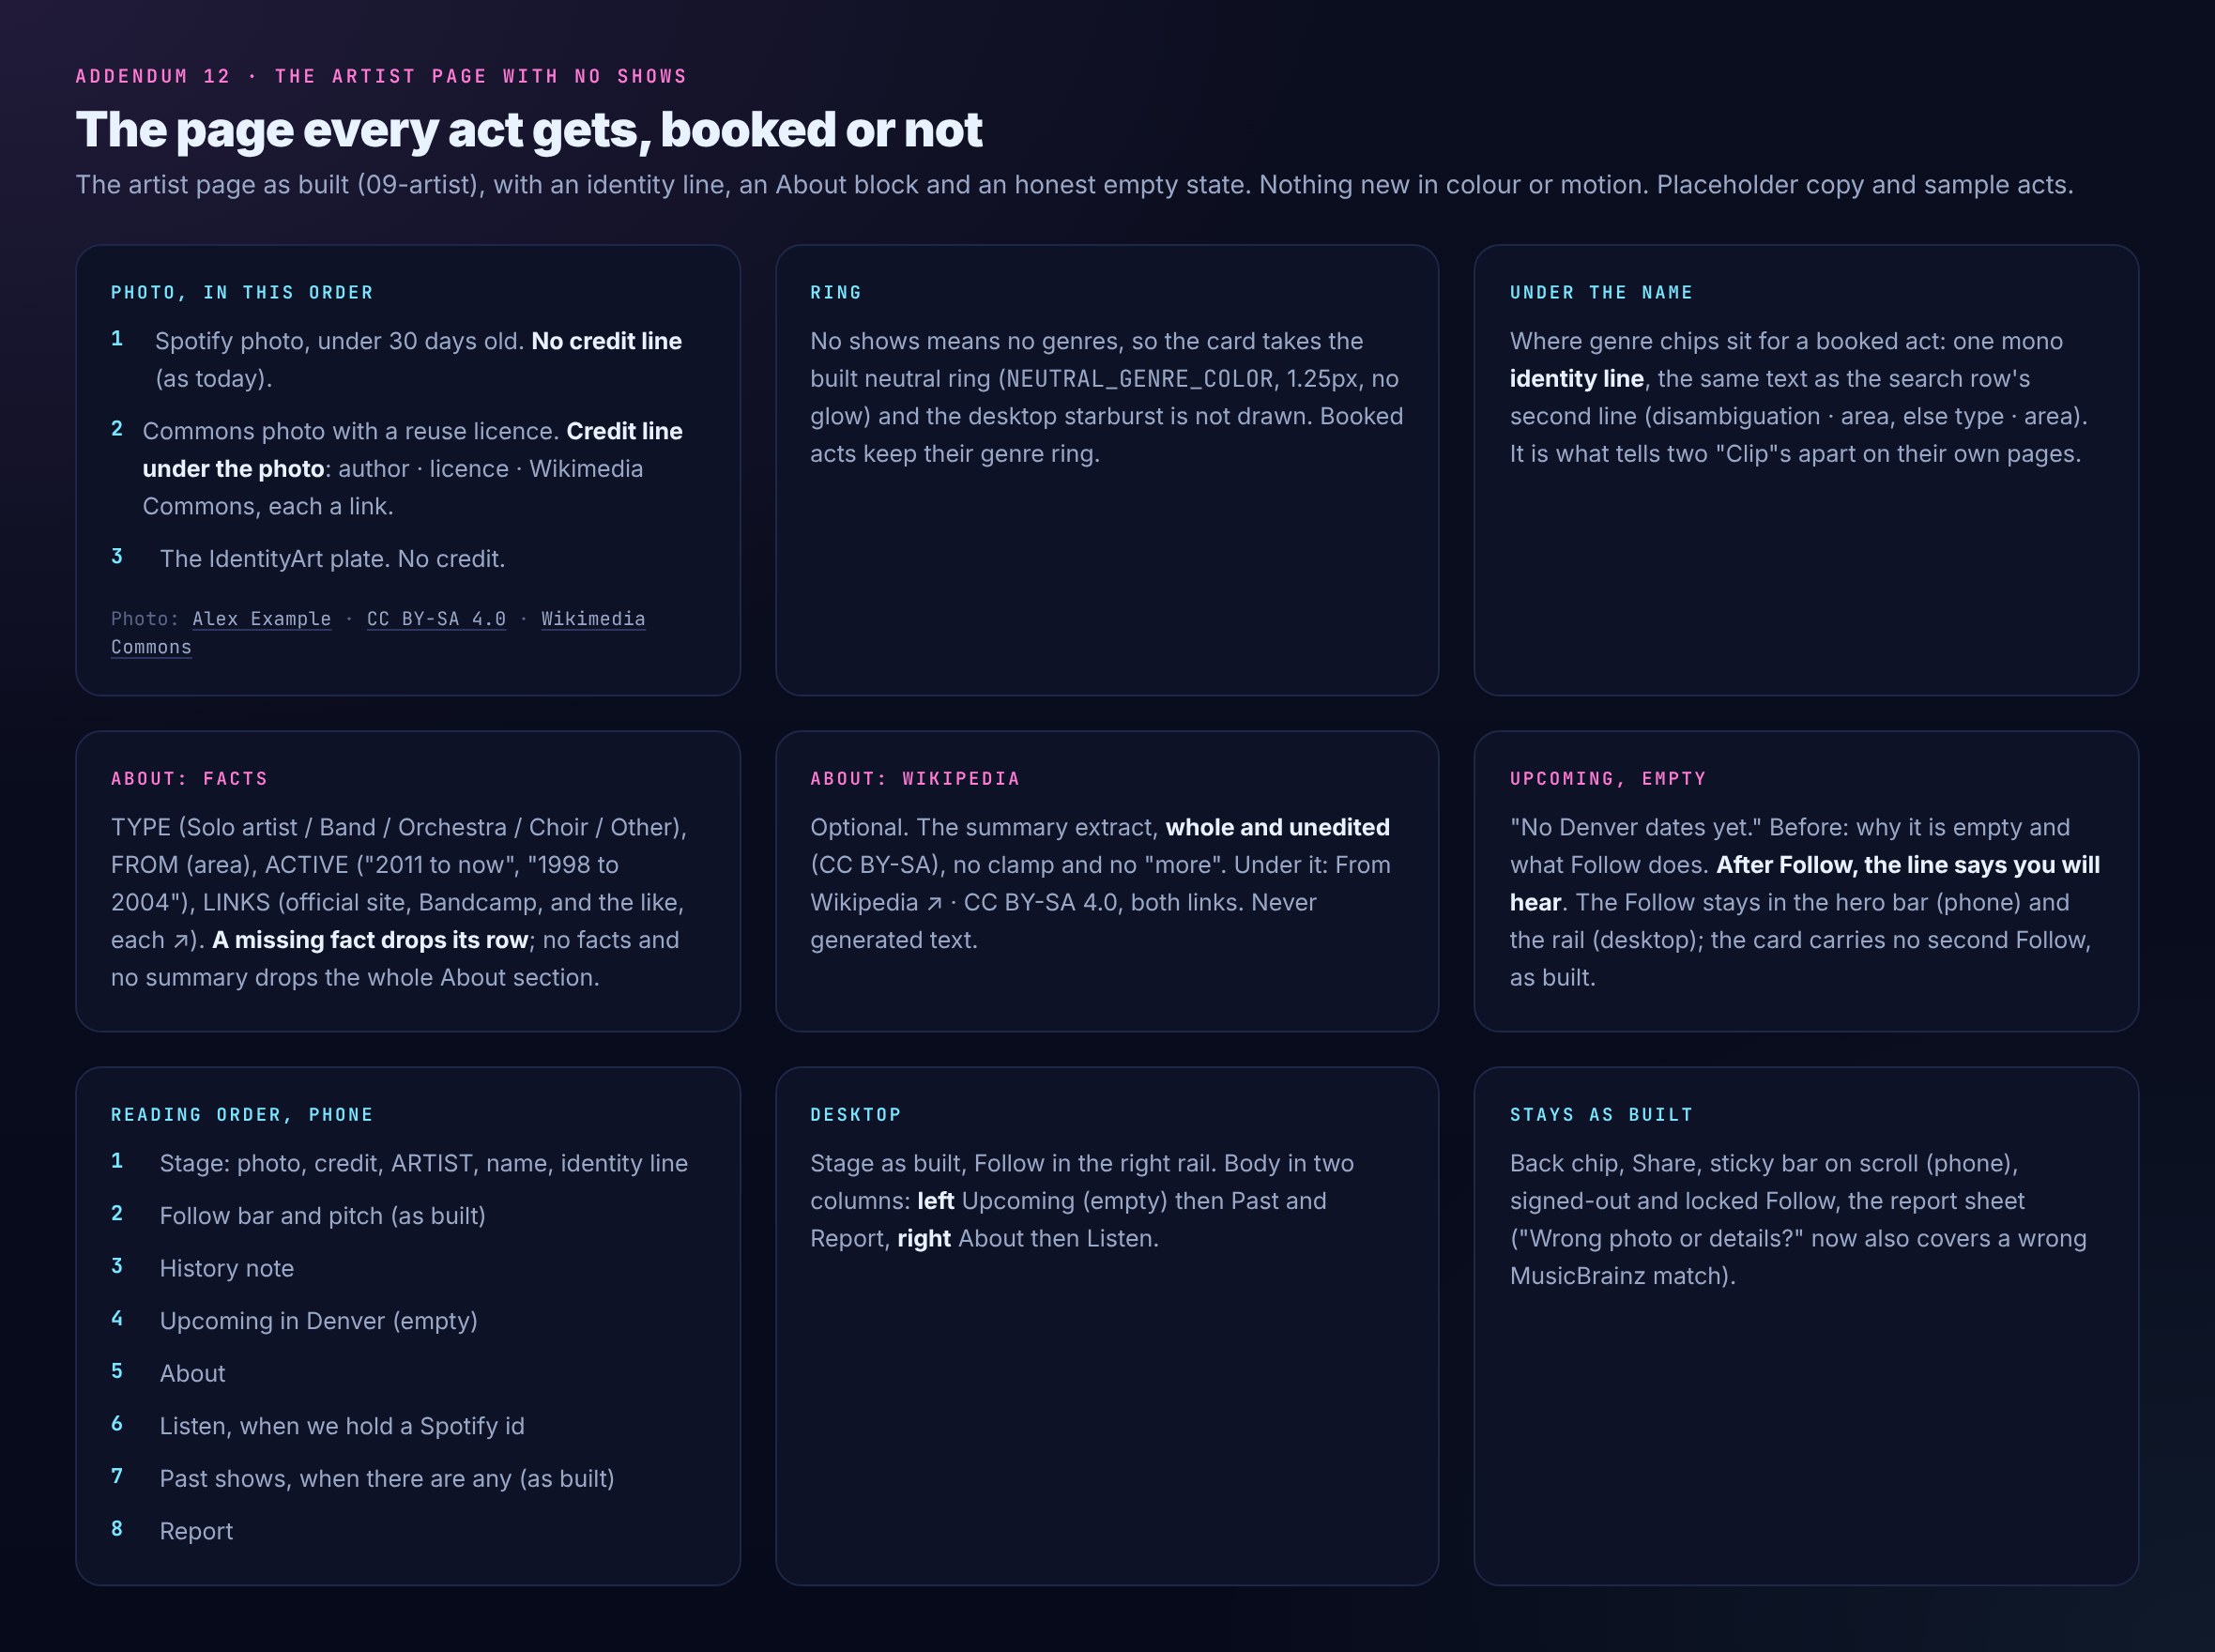 ADDENDUM 12 · THE ARTIST PAGE WITH NO SHOWS
The page every act gets, booked or not
The artist page as built (09-artist), with an identity line, an About block and an honest empty state. Nothing new in colour or motion. Placeholder copy and sample acts.
PHOTO, IN THIS ORDER
1 Spotify photo, under 30 days old. No credit line
(as today).
2 Commons photo with a reuse licence. Credit line
under the photo: author · licence · Wikimedia
Commons, each a link.
3 The IdentityArt plate. No credit.
Photo: Alex Example · CC BY-SA 4.0 · Wikimedia
Commons
RING
No shows means no genres, so the card takes the
built neutral ring (NEUTRAL_GENRE_COLOR, 1.25px, no
glow) and the desktop starburst is not drawn. Booked
acts keep their genre ring.
UNDER THE NAME
Where genre chips sit for a booked act: one mono
identity line, the same text as the search row's
second line (disambiguation · area, else type · area).
It is what tells two "Clip"s apart on their own pages.
ABOUT: FACTS
TYPE (Solo artist / Band / Orchestra / Choir / Other),
FROM (area), ACTIVE ("2011 to now", "1998 to
2004"), LINKS (official site, Bandcamp, and the like,
each ↗). A missing fact drops its row; no facts and
no summary drops the whole About section.
ABOUT: WIKIPEDIA
Optional. The summary extract, whole and unedited
(CC BY-SA), no clamp and no "more". Under it: From
Wikipedia ↗ · CC BY-SA 4.0, both links. Never
generated text.
UPCOMING, EMPTY
"No Denver dates yet." Before: why it is empty and
what Follow does. After Follow, the line says you will
hear. The Follow stays in the hero bar (phone) and
the rail (desktop); the card carries no second Follow,
as built.
READING ORDER, PHONE
1 Stage: photo, credit, ARTIST, name, identity line
2 Follow bar and pitch (as built)
3 History note
4 Upcoming in Denver (empty)
5 About
6 Listen, when we hold a Spotify id
7 Past shows, when there are any (as built)
8 Report
DESKTOP
Stage as built, Follow in the right rail. Body in two
columns: left Upcoming (empty) then Past and
Report, right About then Listen.
STAYS AS BUILT
Back chip, Share, sticky bar on scroll (phone),
signed-out and locked Follow, the report sheet
("Wrong photo or details?" now also covers a wrong
MusicBrainz match).